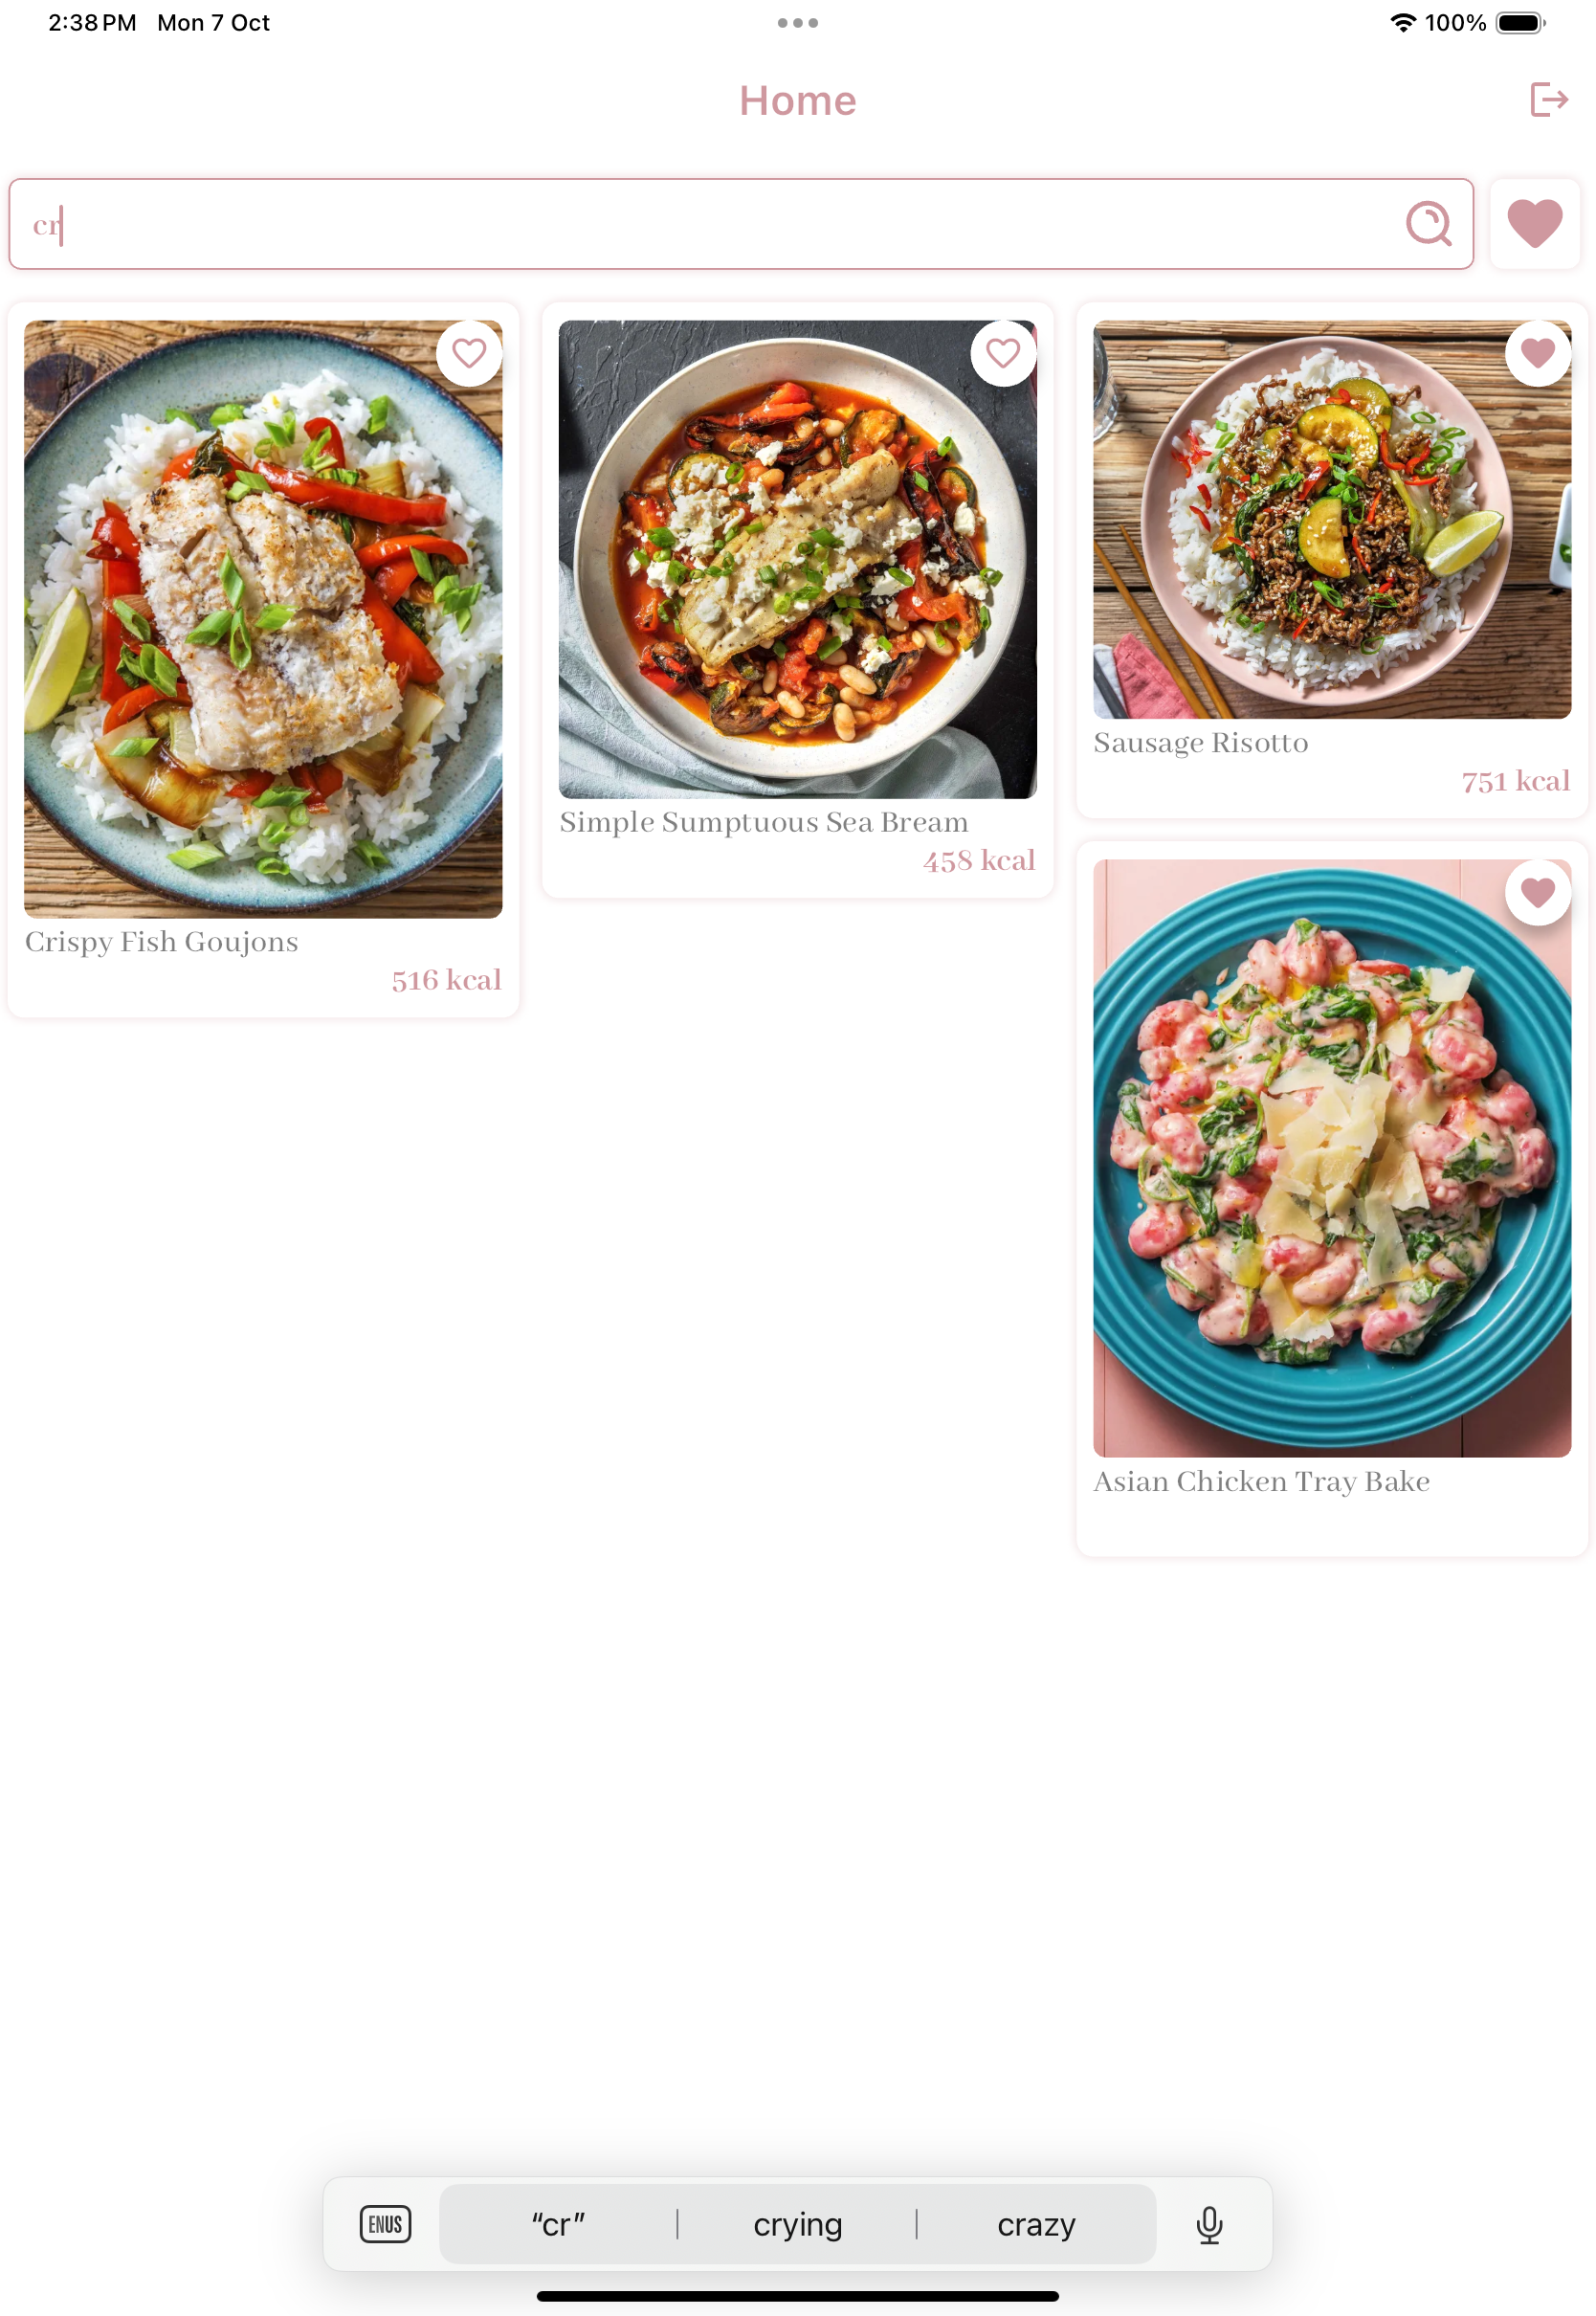 2:38 PM Mon 7 Oct
100%
Home
cr
Crispy Fish Goujons
516 kcal
Simple Sumptuous Sea Bream
458 kcal
Sausage Risotto
751 kcal
Asian Chicken Tray Bake
ENUS
“cr”
crying
crazy